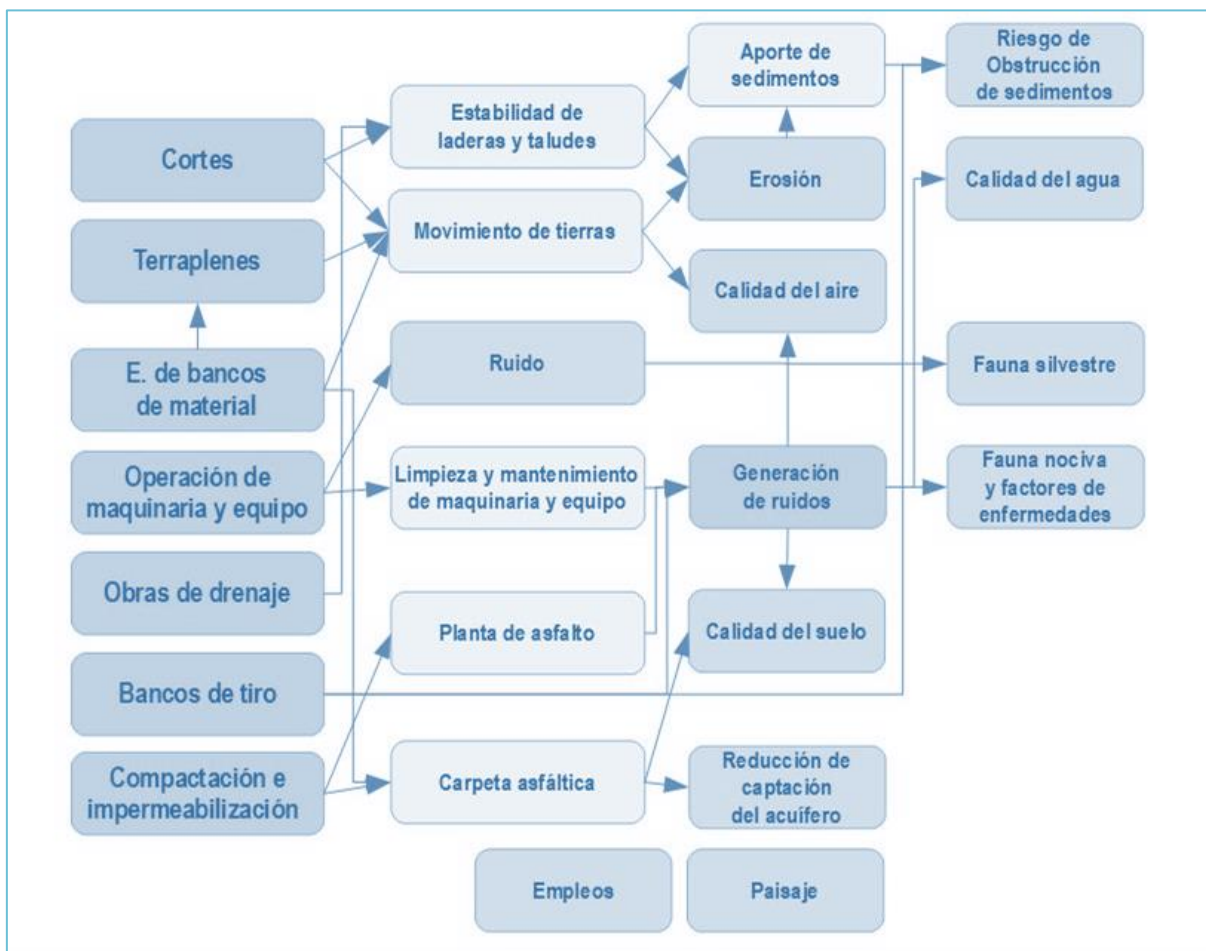 Cortes
Terraplenes
E. de bancos
de material
Operación de
maquinaria y equipo
Obras de drenaje
Bancos de tiro
Compactación e
impermeabilización
Estabilidad de
laderas y taludes
Movimiento de tierras
Ruido
Limpieza y mantenimiento
de maquinaria y equipo
Planta de asfalto
Carpeta asfáltica
Empleos
Aporte de
sedimentos
Erosión
Calidad del aire
Generación
de ruidos
Calidad del suelo
Reducción de
captación
del acuífero
Paisaje
Riesgo de
Obstrucción
de sedimentos
Calidad del agua
Fauna silvestre
Fauna nociva
y factores de
enfermedades